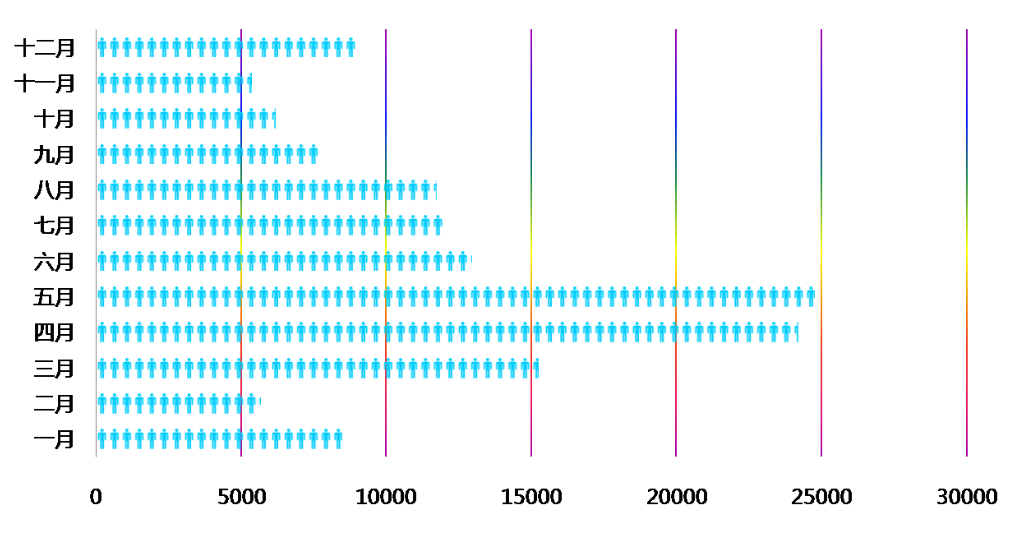 十二月
十一月
十月
九月
八月
七月
六月
五月
四月
三月
二月
一月
0 5000 10000 15000 20000 25000 30000